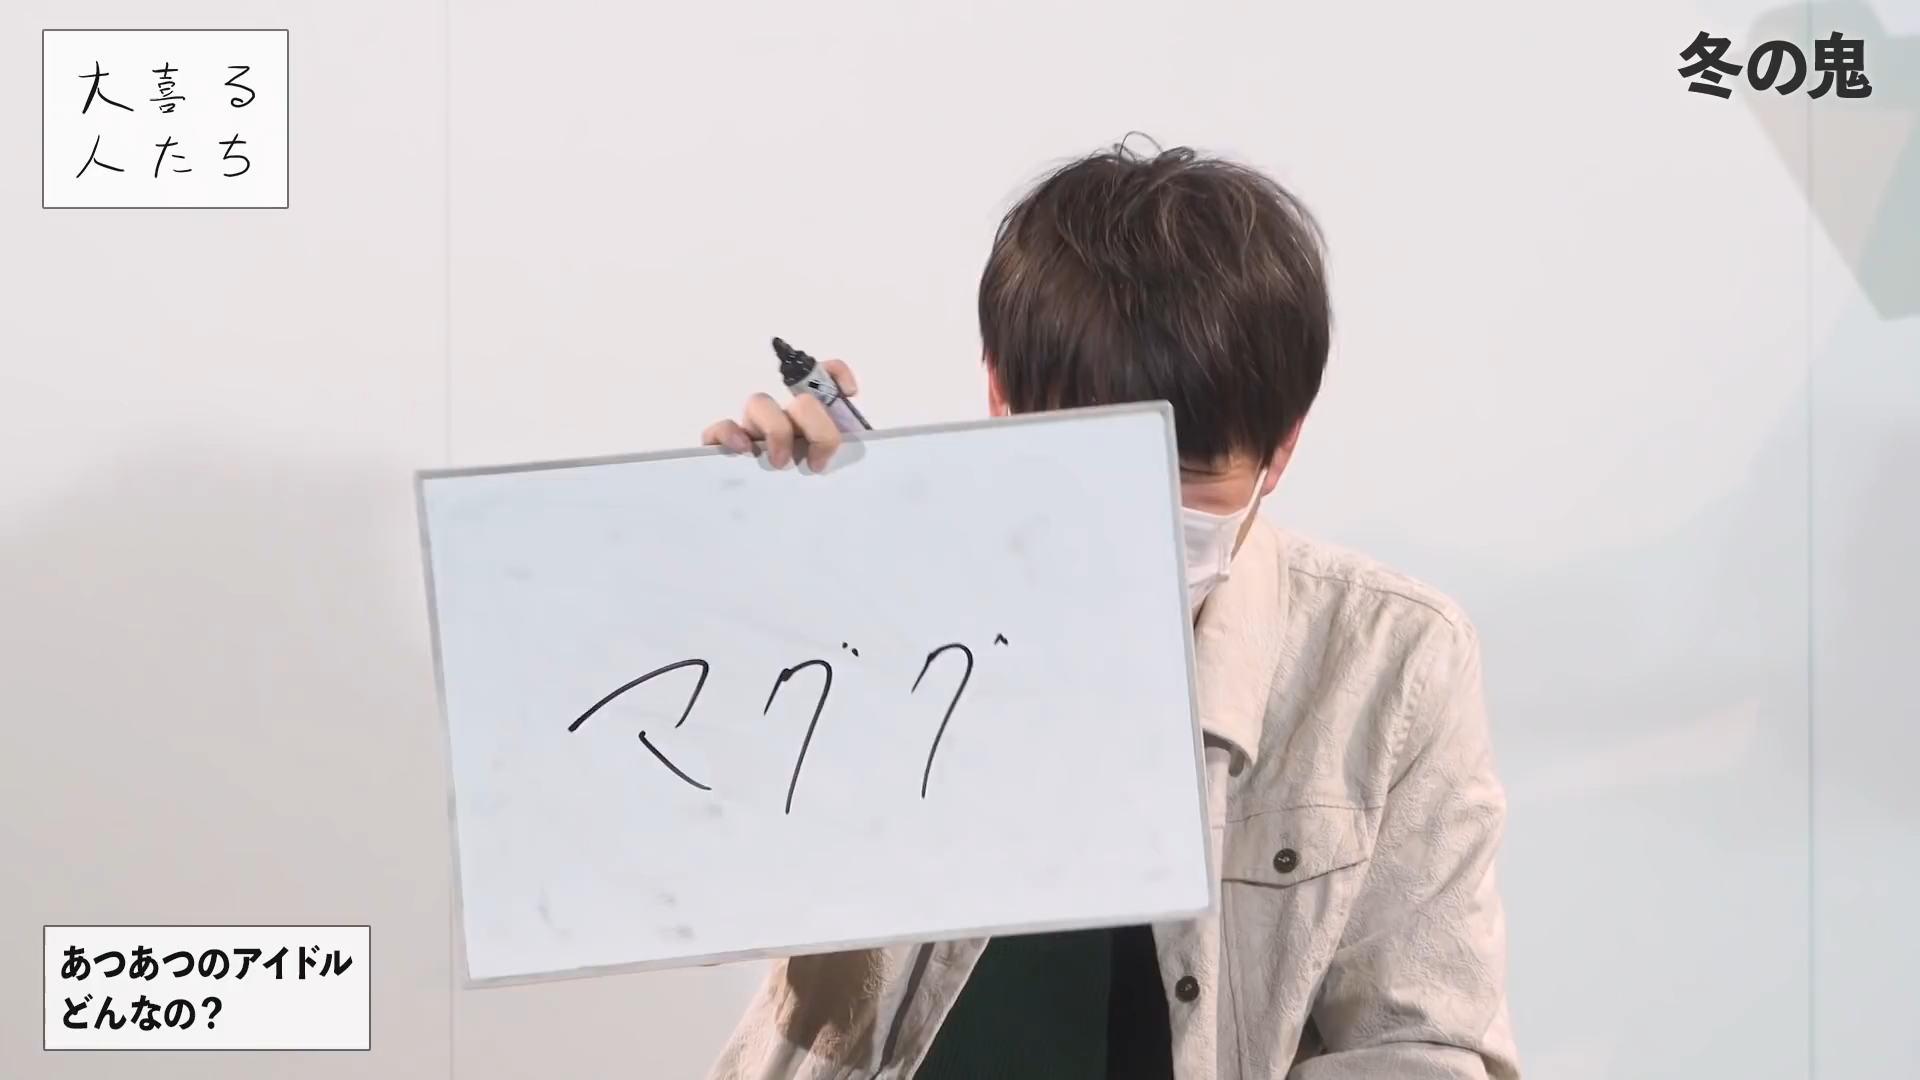 大喜る
人たち
冬の鬼
マググ
あつあつのアイドル
どんなの?